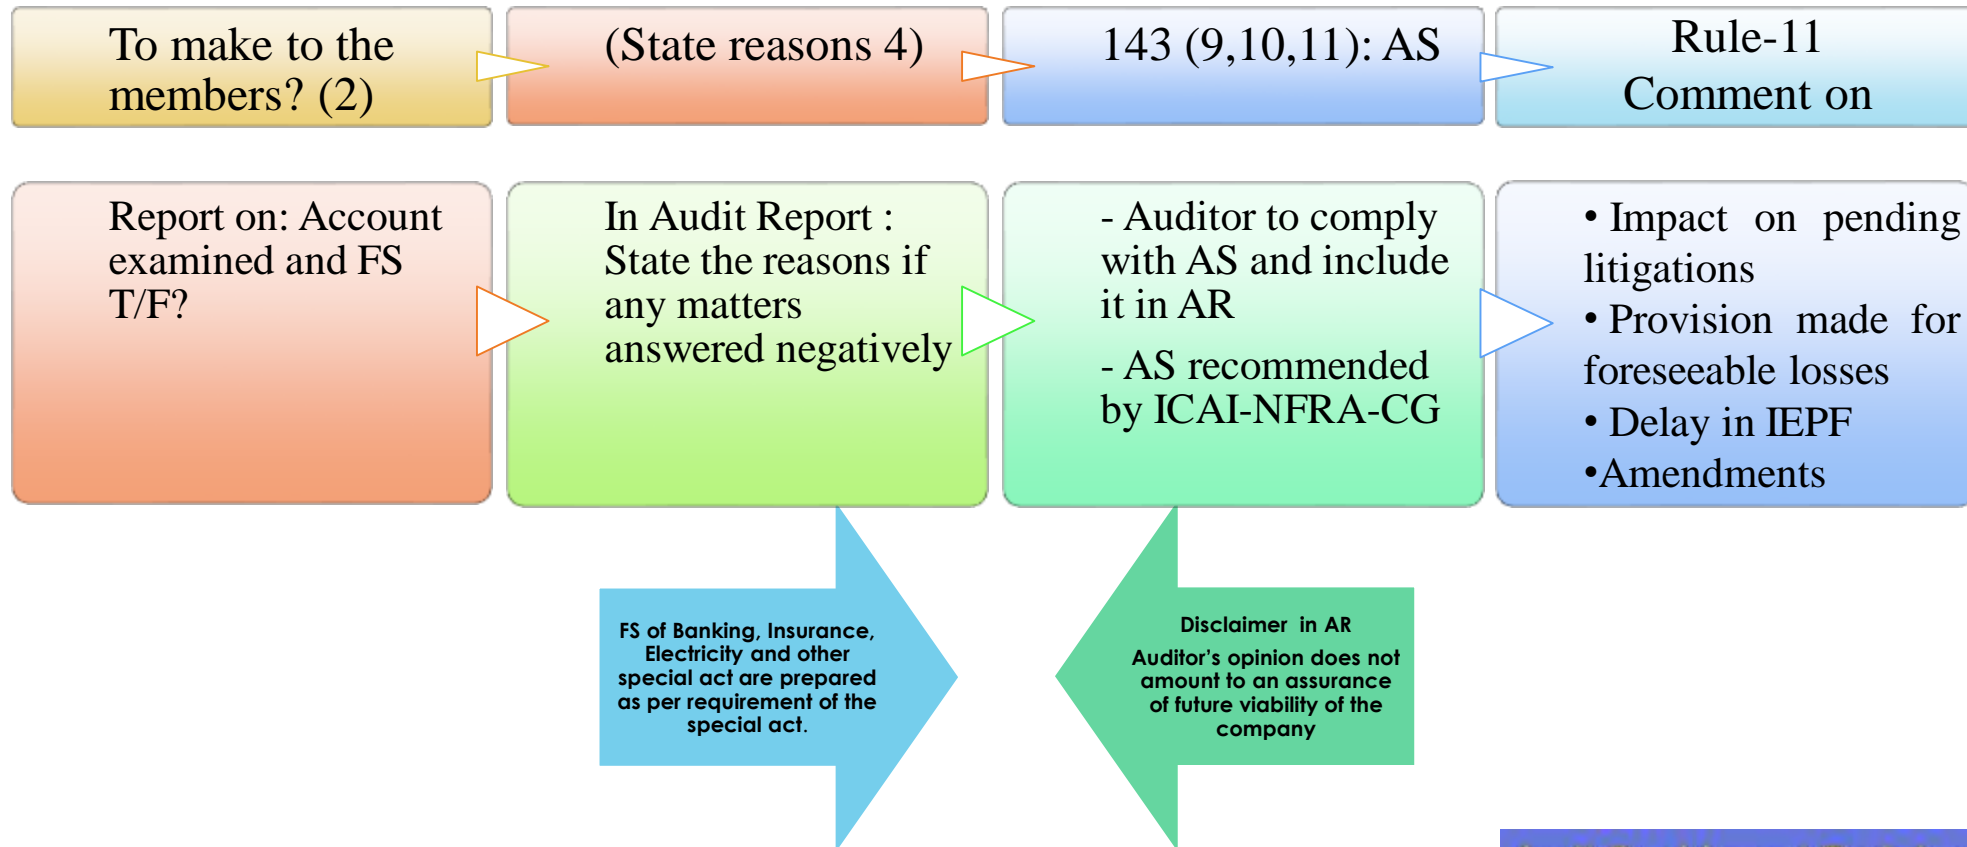 To make to the
members? (2)
(State reasons 4)
143 (9,10,11): AS
Rule-11
Comment on
Report on: Account
examined and FS
T/F?
In Audit Report :
State the reasons if
any matters
answered negatively
- Auditor to comply
with AS and include
it in AR
- AS recommended
by ICAI-NFRA-CG
• Impact on pending
litigations
• Provision made for
foreseeable losses
• Delay in IEPF
•Amendments
FS of Banking, Insurance,
Electricity and other
special act are prepared
as per requirement of the
special act.
Disclaimer in AR
Auditor's opinion does not
amount to an assurance
of future viability of the
company